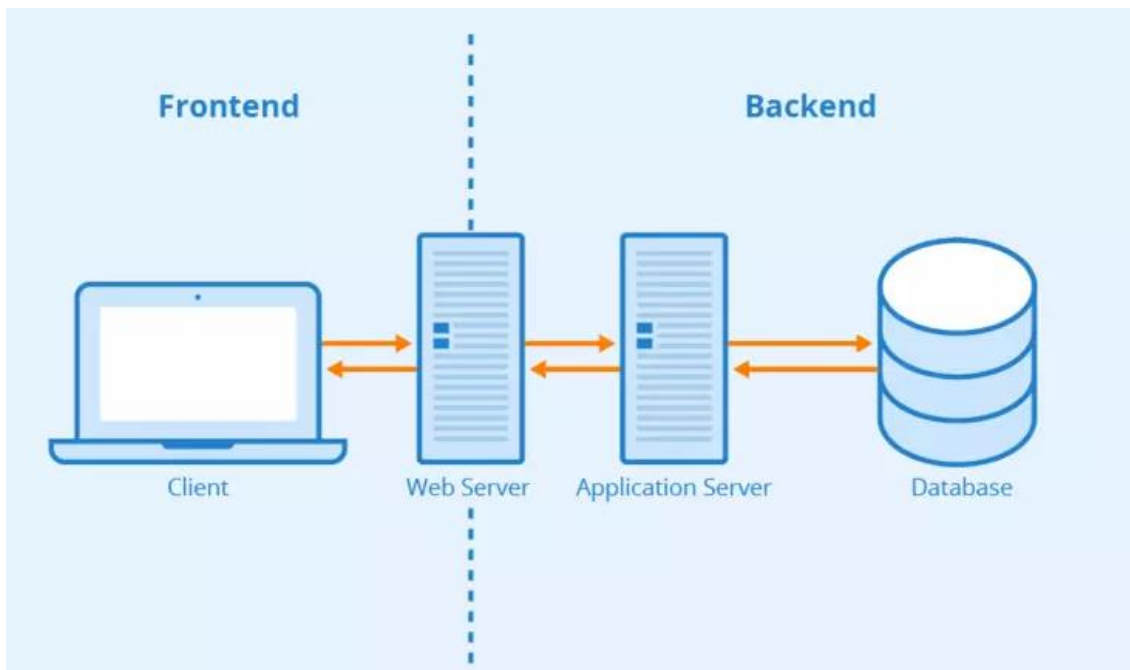 Frontend
Backend
Client
Web Server
Application Server
Database